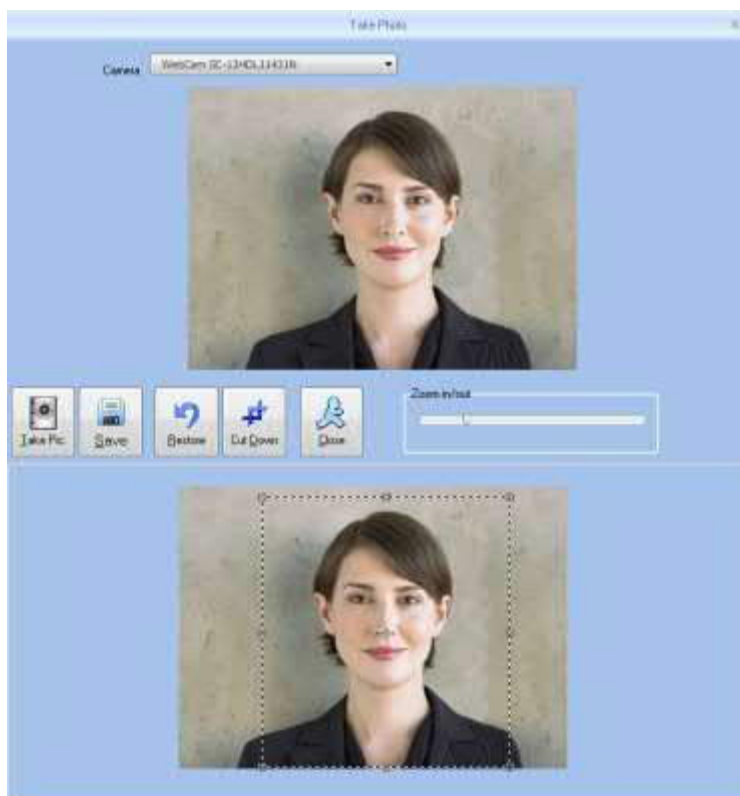 Take Photo
Camera
Zoom in/out
Take Pic
Save
Restore
Cut Down
Close